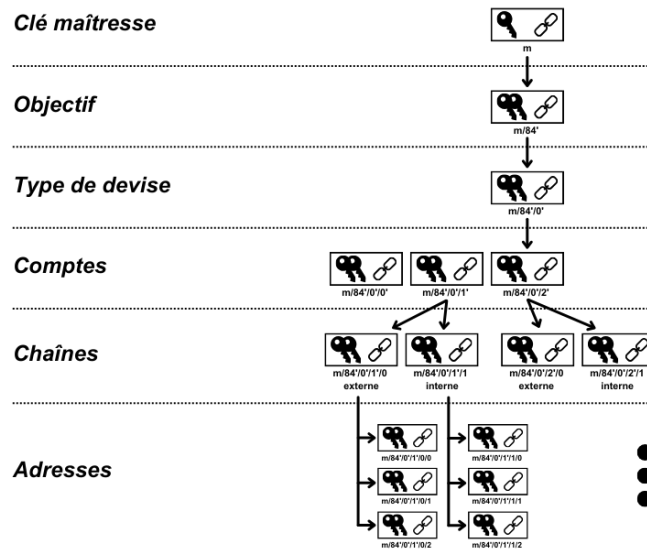 Clé maîtresse
m
Objectif
m/84'
Type de devise
m/84'/0'
Comptes
m/84'/0'/0' m/84'/0'/1' m/84'/0'/2'
Chaînes
m/84'/0'/1'/0 m/84'/0'/1'/1 m/84'/0'/2'/0 m/84'/0'/2'/1
externe interne externe interne
m/84'/0'/1'/0/0 m/84'/0'/1'/1/0
Adresses
m/84'/0'/1'/0/1 m/84'/0'/1'/1/1
m/84'/0'/1'/0/2 m/84'/0'/1'/1/2